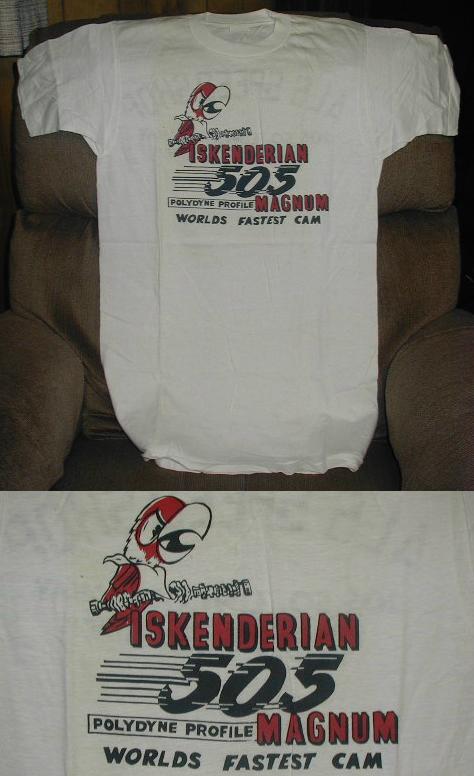 ISKENDERIAN
505
POLYDYNE PROFILE MAGNUM
WORLDS FASTEST CAM
ISKENDERIAN
505
POLYDYNE PROFILE MAGNUM
WORLDS FASTEST CAM